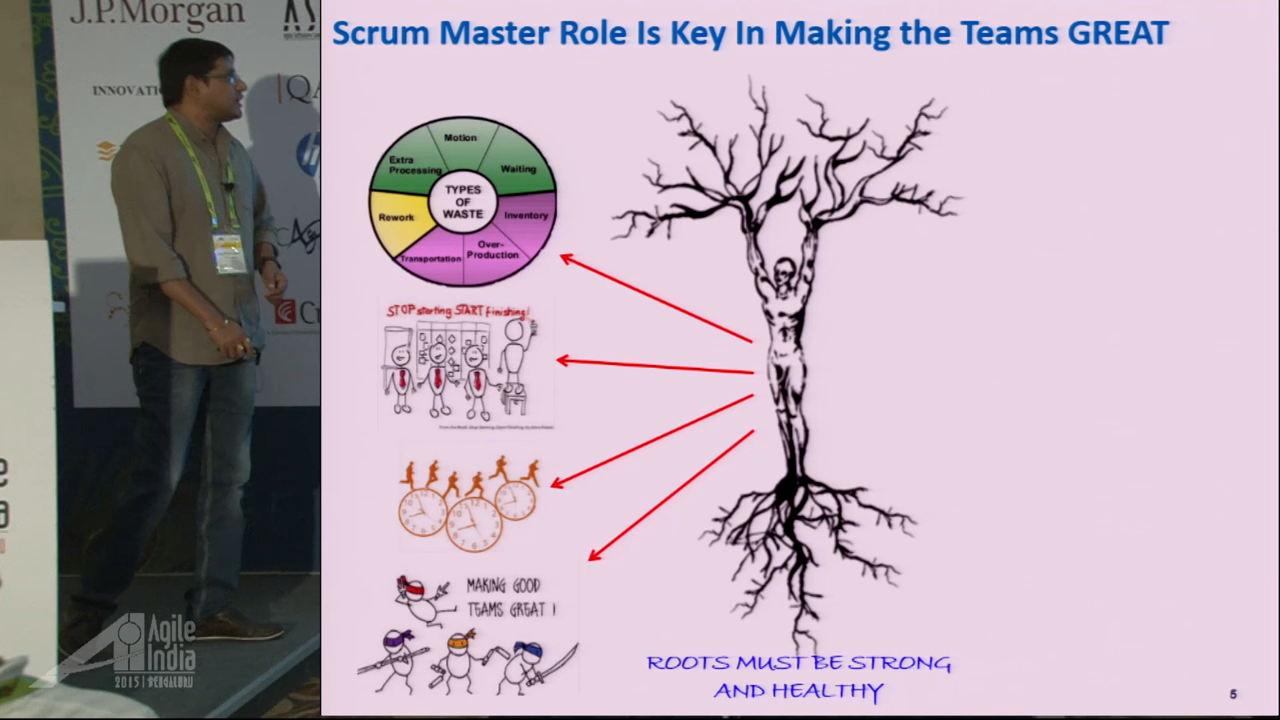 J.P.Morgan
INNOVATI
QA
Scrum Master Role Is Key In Making the Teams GREAT
Motion
Extra
Processing
Waiting
TYPES
OF
WASTE
Rework
Inventory
Over-
Production
Transportation
STOP starting START finishing!
MAKING GOOD
TEAMS GREAT !
ROOTS MUST BE STRONG
AND HEALTHY
5
Agile
India
2015 | BENGALURU